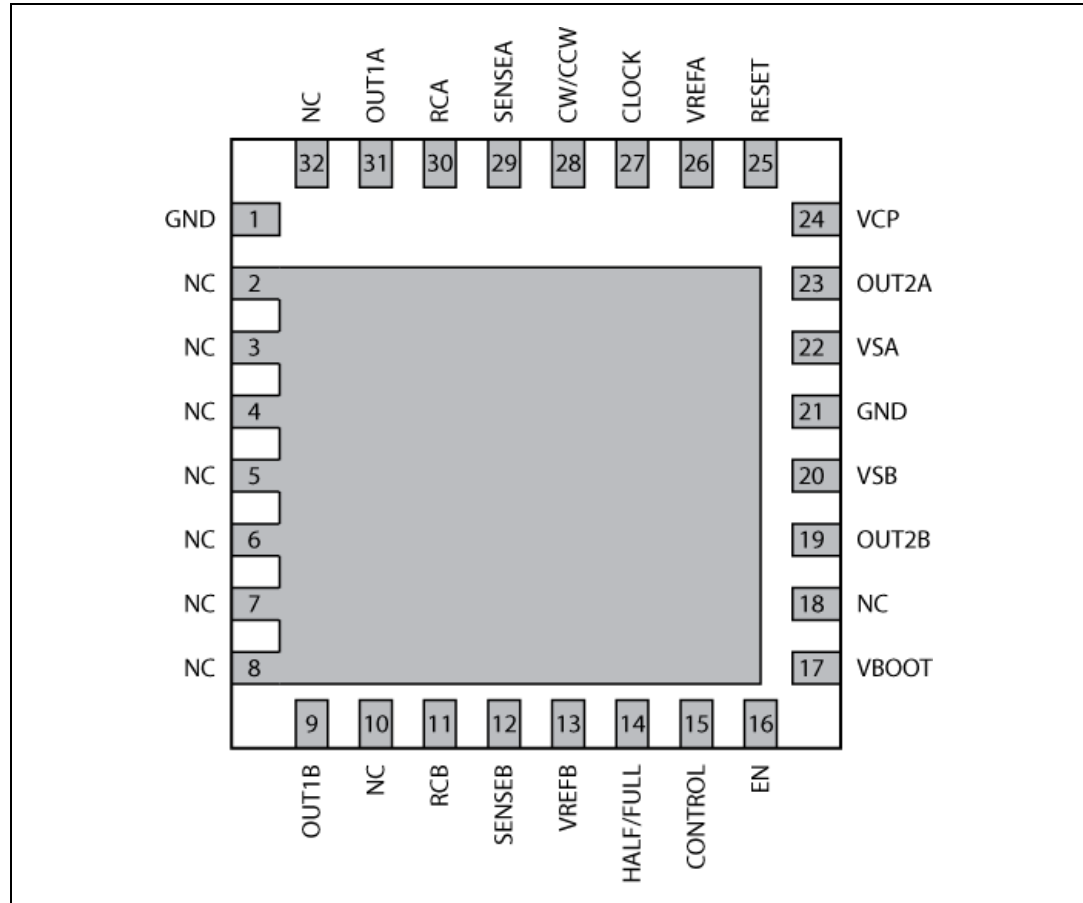 NC OUT1A RCA SENSEA CW/CCW CLOCK VREFA RESET
32 31 30 29 28 27 26 25
GND 1 24 VCP
NC 2 23 OUT2A
NC 3 22 VSA
NC 4 21 GND
NC 5 20 VSB
NC 6 19 OUT2B
NC 7 18 NC
NC 8 17 VBOOT
9 10 11 12 13 14 15 16
OUT1B NC RCB SENSEB VREFB HALF/FULL CONTROL EN